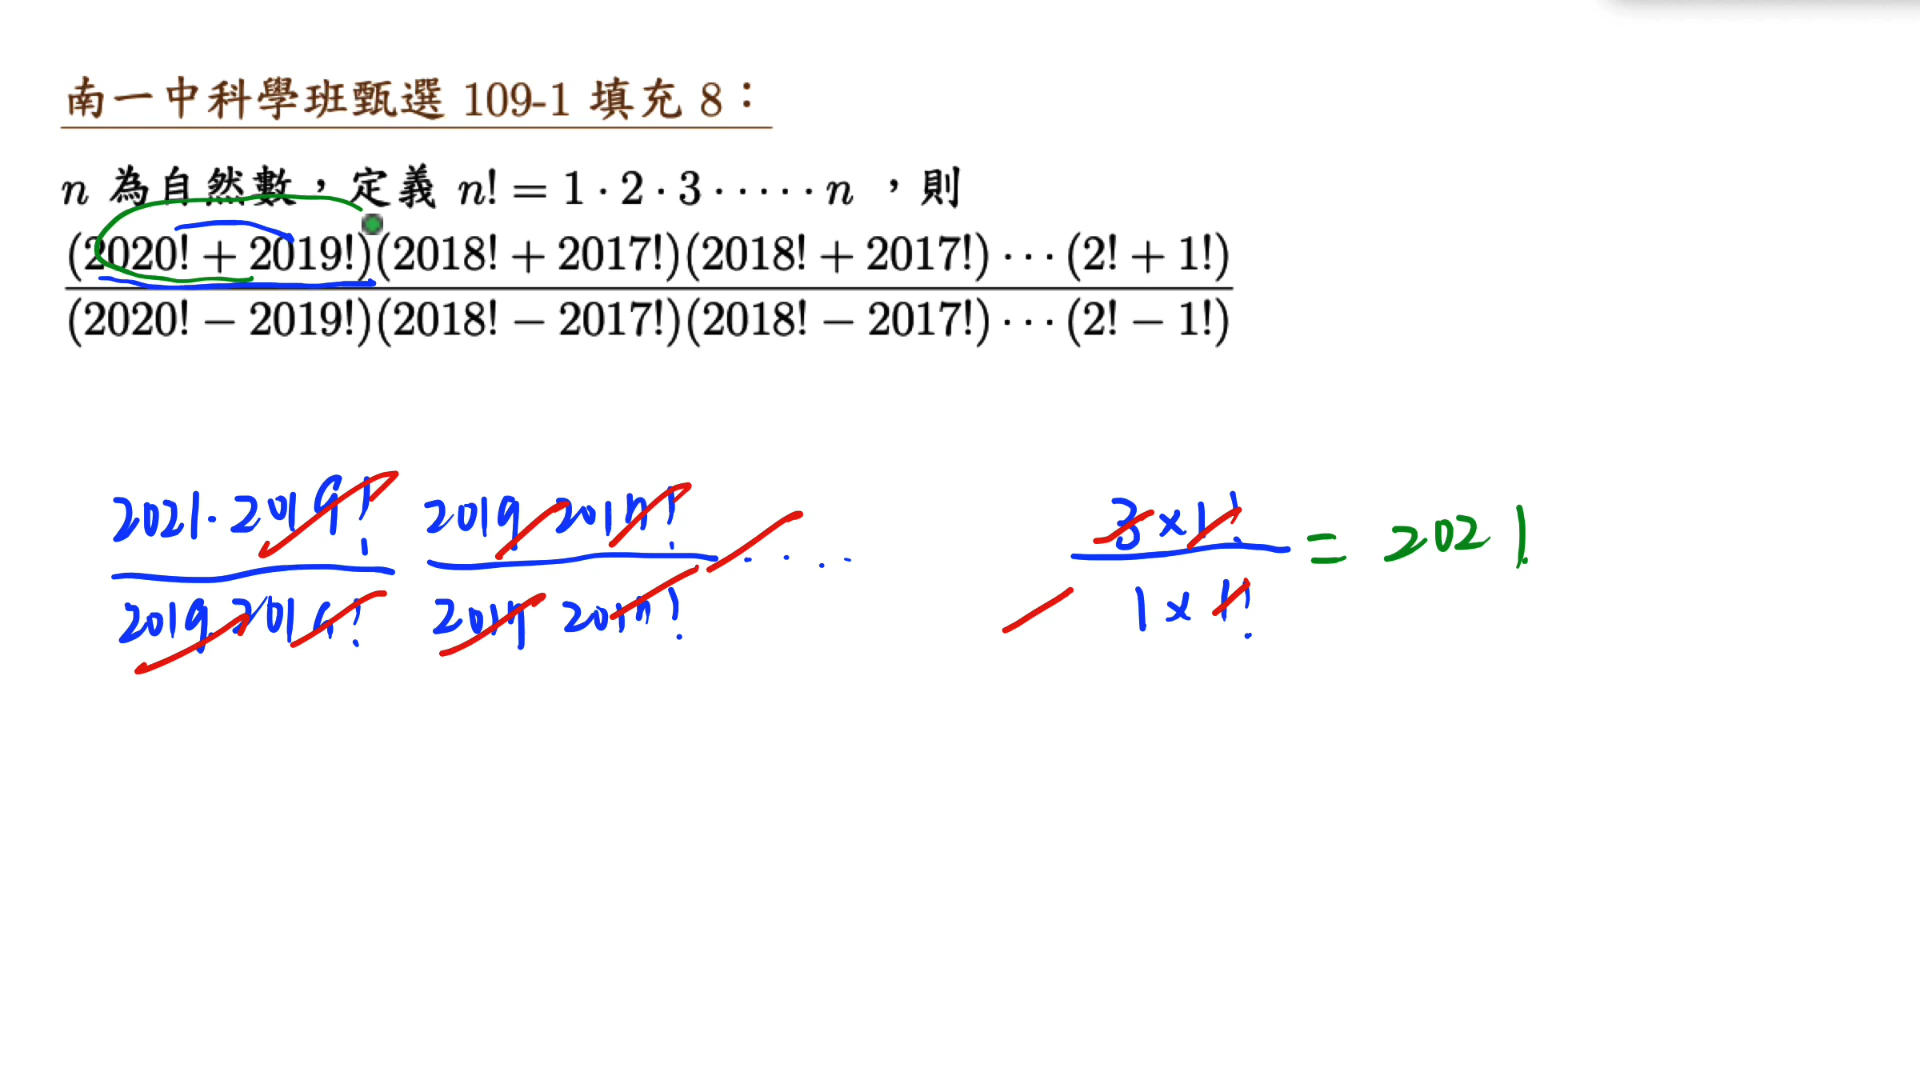 南一中科學班甄選 109-1 填充 8：
n 為自然數，定義 n! = 1 · 2 · 3 · · · · · n ，則
(2020! + 2019!)(2018! + 2017!)(2018! + 2017!) · · · (2! + 1!)
(2020! − 2019!)(2018! − 2017!)(2018! − 2017!) · · · (2! − 1!)
2021 · 2019! 2019 2017! · · · · 3 × 1! = 2021
2019 2019! 2017 2017! 1 × 1!